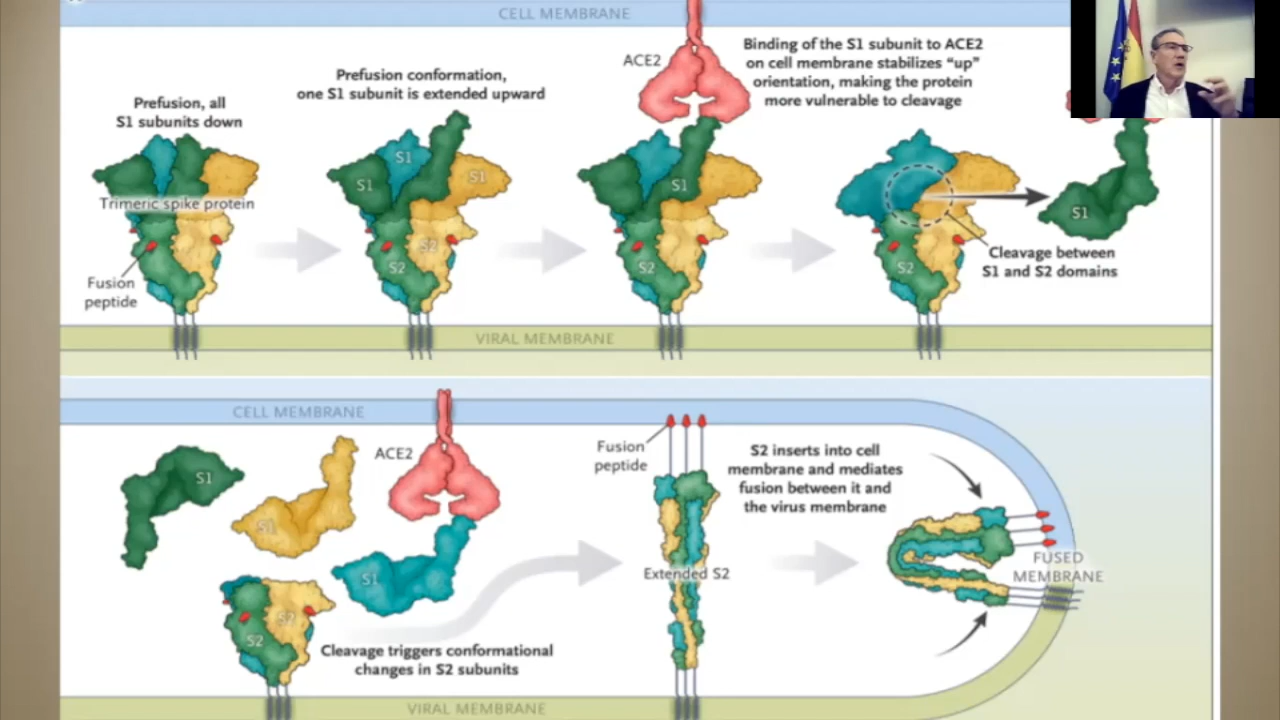 CELL MEMBRANE
ACE2
Binding of the S1 subunit to ACE2
on cell membrane stabilizes “up”
orientation, making the protein
more vulnerable to cleavage
Prefusion conformation,
one S1 subunit is extended upward
Prefusion, all
S1 subunits down
S1
S1
S1
S1
S1
Trimeric spike protein
S2
S2
S2
S2
Fusion
peptide
Cleavage between
S1 and S2 domains
VIRAL MEMBRANE
CELL MEMBRANE
ACE2
S1
S1
S1
S2
S2
Cleavage triggers conformational
changes in S2 subunits
Fusion
peptide
Extended S2
S2 inserts into cell
membrane and mediates
fusion between it and
the virus membrane
FUSED
MEMBRANE
VIRAL MEMBRANE